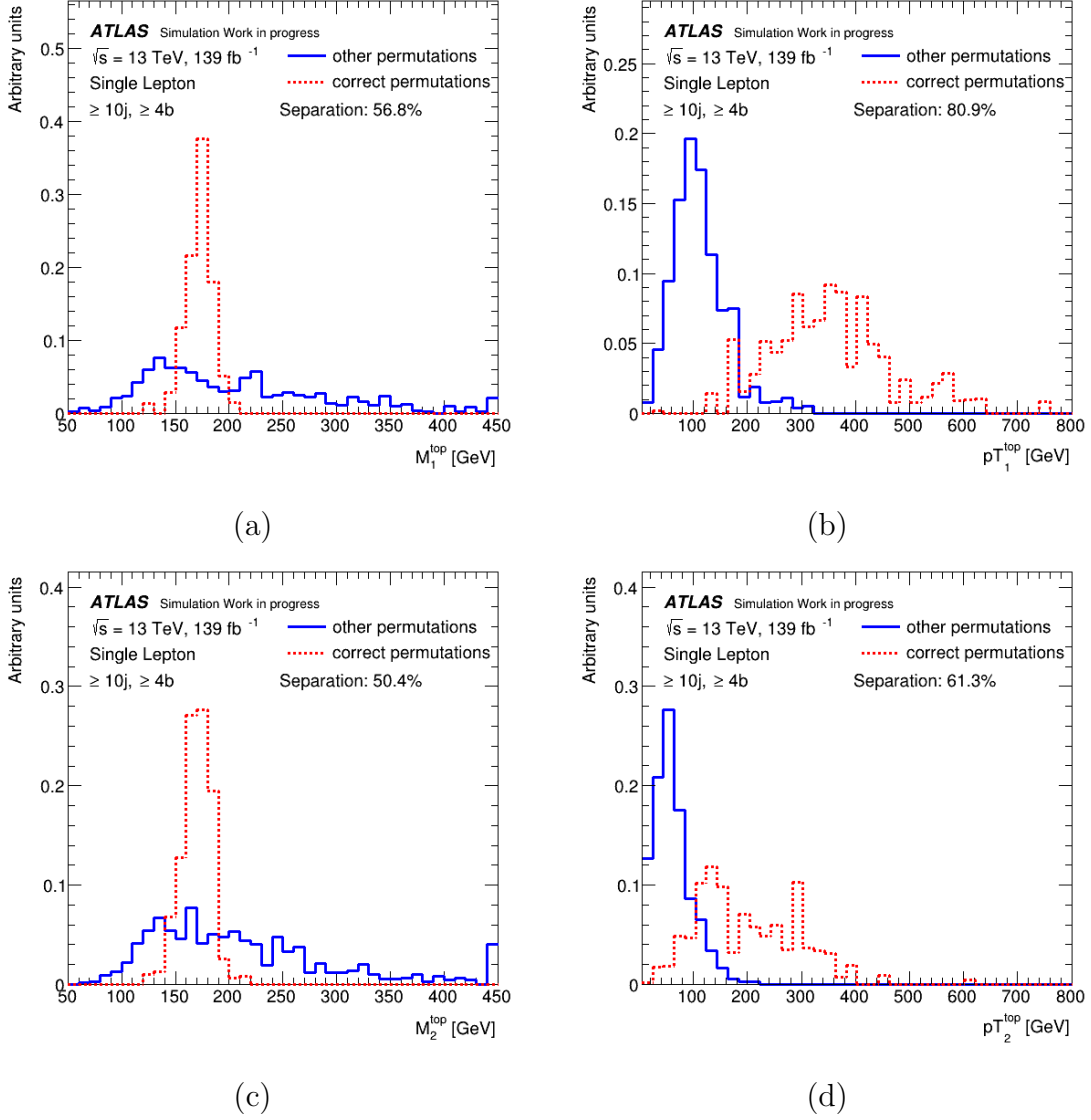 Arbitrary units
ATLAS Simulation Work in progress
√s = 13 TeV, 139 fb -1
Single Lepton
≥ 10j, ≥ 4b
other permutations
correct permutations
Separation: 56.8%
0.5
0.4
0.3
0.2
0.1
0
50 100 150 200 250 300 350 400 450
M_1^top [GeV]
(a)
Arbitrary units
ATLAS Simulation Work in progress
√s = 13 TeV, 139 fb -1
Single Lepton
≥ 10j, ≥ 4b
other permutations
correct permutations
Separation: 80.9%
0.25
0.2
0.15
0.1
0.05
0
100 200 300 400 500 600 700 800
pT_1^top [GeV]
(b)
Arbitrary units
ATLAS Simulation Work in progress
√s = 13 TeV, 139 fb -1
Single Lepton
≥ 10j, ≥ 4b
other permutations
correct permutations
Separation: 50.4%
0.4
0.3
0.2
0.1
0
50 100 150 200 250 300 350 400 450
M_2^top [GeV]
(c)
Arbitrary units
ATLAS Simulation Work in progress
√s = 13 TeV, 139 fb -1
Single Lepton
≥ 10j, ≥ 4b
other permutations
correct permutations
Separation: 61.3%
0.4
0.3
0.2
0.1
0
100 200 300 400 500 600 700 800
pT_2^top [GeV]
(d)